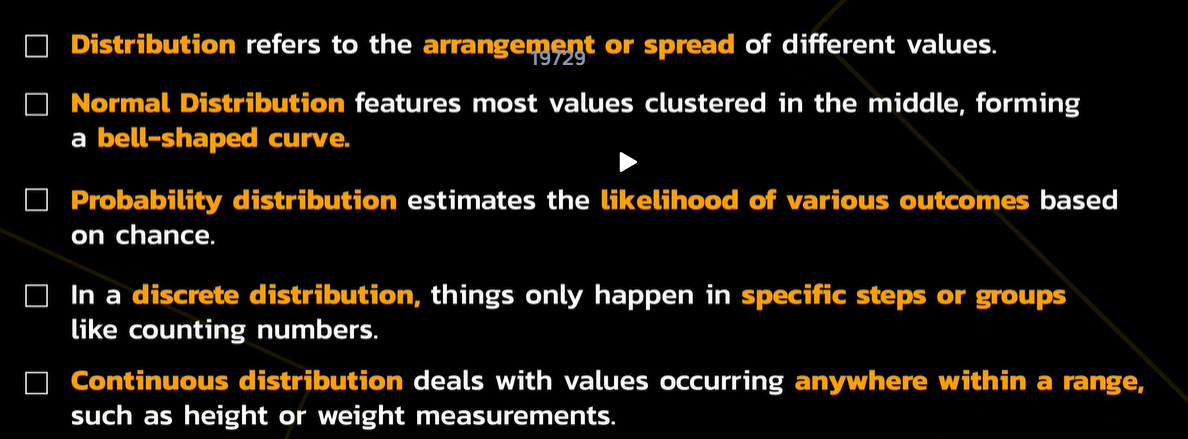 Distribution refers to the arrangement or spread of different values.
19729
Normal Distribution features most values clustered in the middle, forming
a bell-shaped curve.
Probability distribution estimates the likelihood of various outcomes based
on chance.
In a discrete distribution, things only happen in specific steps or groups
like counting numbers.
Continuous distribution deals with values occurring anywhere within a range,
such as height or weight measurements.